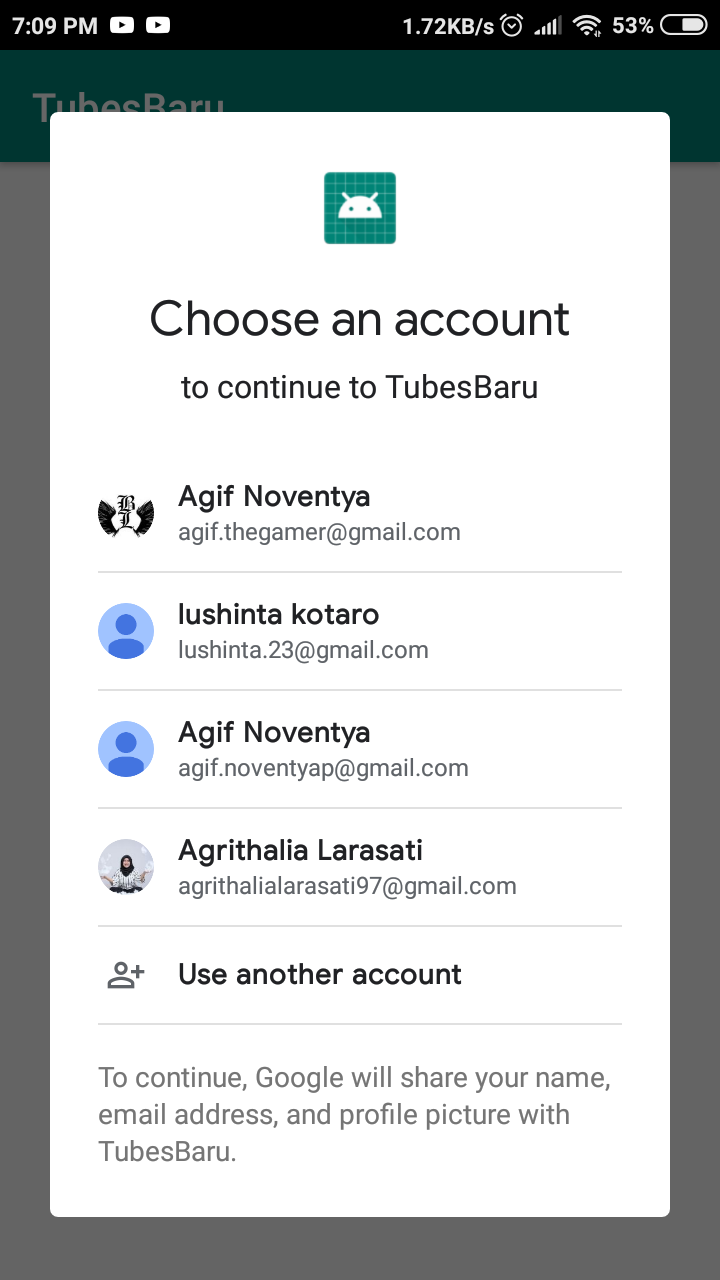 7:09 PM 1.72KB/s 53%
TubesBaru
Choose an account
to continue to TubesBaru
BL
Agif Noventya
agif.thegamer@gmail.com
lushinta kotaro
lushinta.23@gmail.com
Agif Noventya
agif.noventyap@gmail.com
Agrithalia Larasati
agrithalialarasati97@gmail.com
Use another account
To continue, Google will share your name,
email address, and profile picture with
TubesBaru.